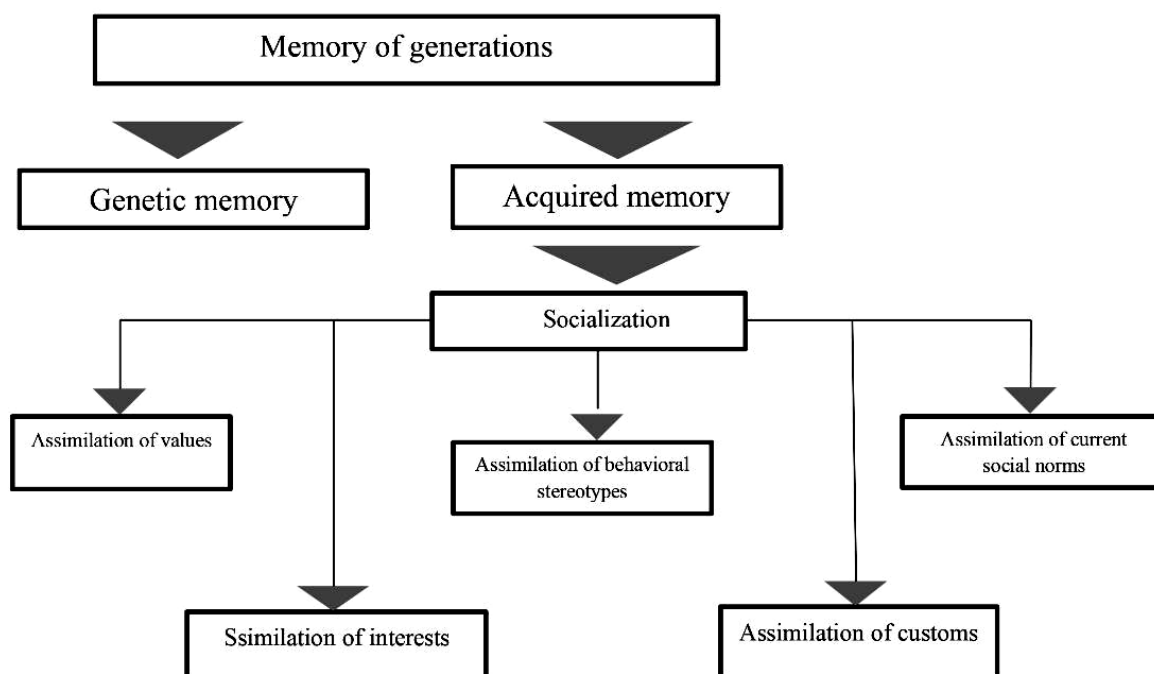 Memory of generations
Genetic memory
Acquired memory
Socialization
Assimilation of values
Assimilation of behavioral
stereotypes
Assimilation of current
social norms
Ssimilation of interests
Assimilation of customs